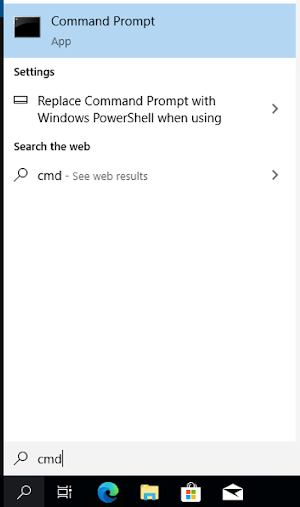 Command Prompt
App
Settings
Replace Command Prompt with
Windows PowerShell when using
Search the web
cmd - See web results
cmd